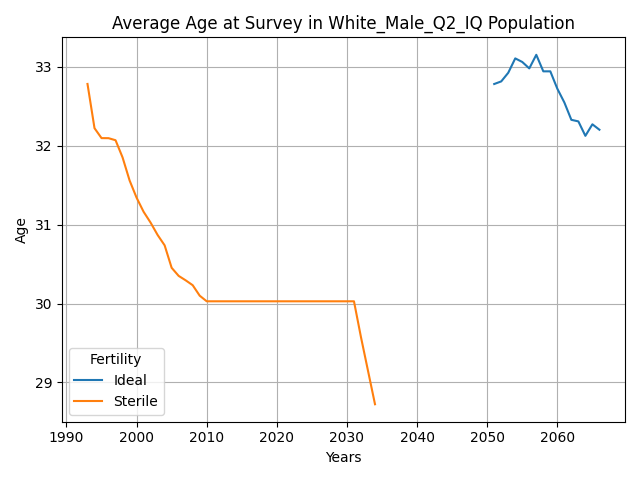 Average Age at Survey in White_Male_Q2_IQ Population
33
32
31
30
29
Age
Fertility
Ideal
Sterile
1990 2000 2010 2020 2030 2040 2050 2060
Years